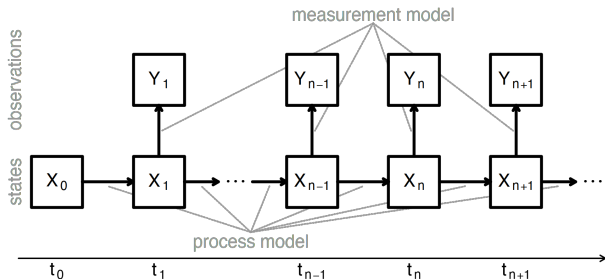 measurement model
observations
Y1 Yn−1 Yn Yn+1
states
X0 X1 ··· Xn−1 Xn Xn+1 ···
process model
t0 t1 tn−1 tn tn+1